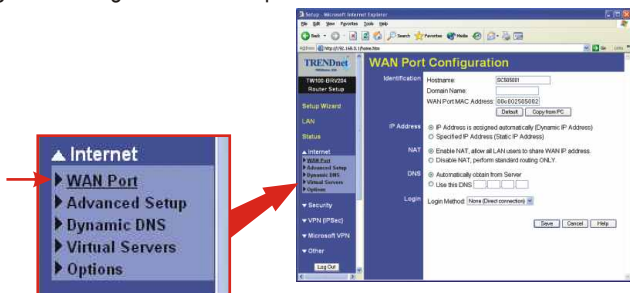 Setup - Microsoft Internet Explorer
File Edit View Favorites Tools Help
Back
Search Favorites Media
Address
Go
TRENDnet
TW100-BRV204
Router Setup
Setup Wizard
LAN
Status
Internet
WAN Port
Advanced Setup
Dynamic DNS
Virtual Servers
Options
Security
VPN (IPSec)
Microsoft VPN
Other
Log Out
WAN Port Configuration
Identification
Hostname:
Domain Name:
WAN Port MAC Address:
Default
Copy from PC
IP Address
IP Address is assigned automatically (Dynamic IP Address)
Specified IP Address (Static IP Address)
NAT
Enable NAT, allow all LAN users to share WAN IP address.
Disable NAT, perform standard routing ONLY.
DNS
Automatically obtain from Server
Use this DNS
Login
Login Method: None (Direct connection)
Save
Cancel
Help
Internet
WAN Port
Advanced Setup
Dynamic DNS
Virtual Servers
Options